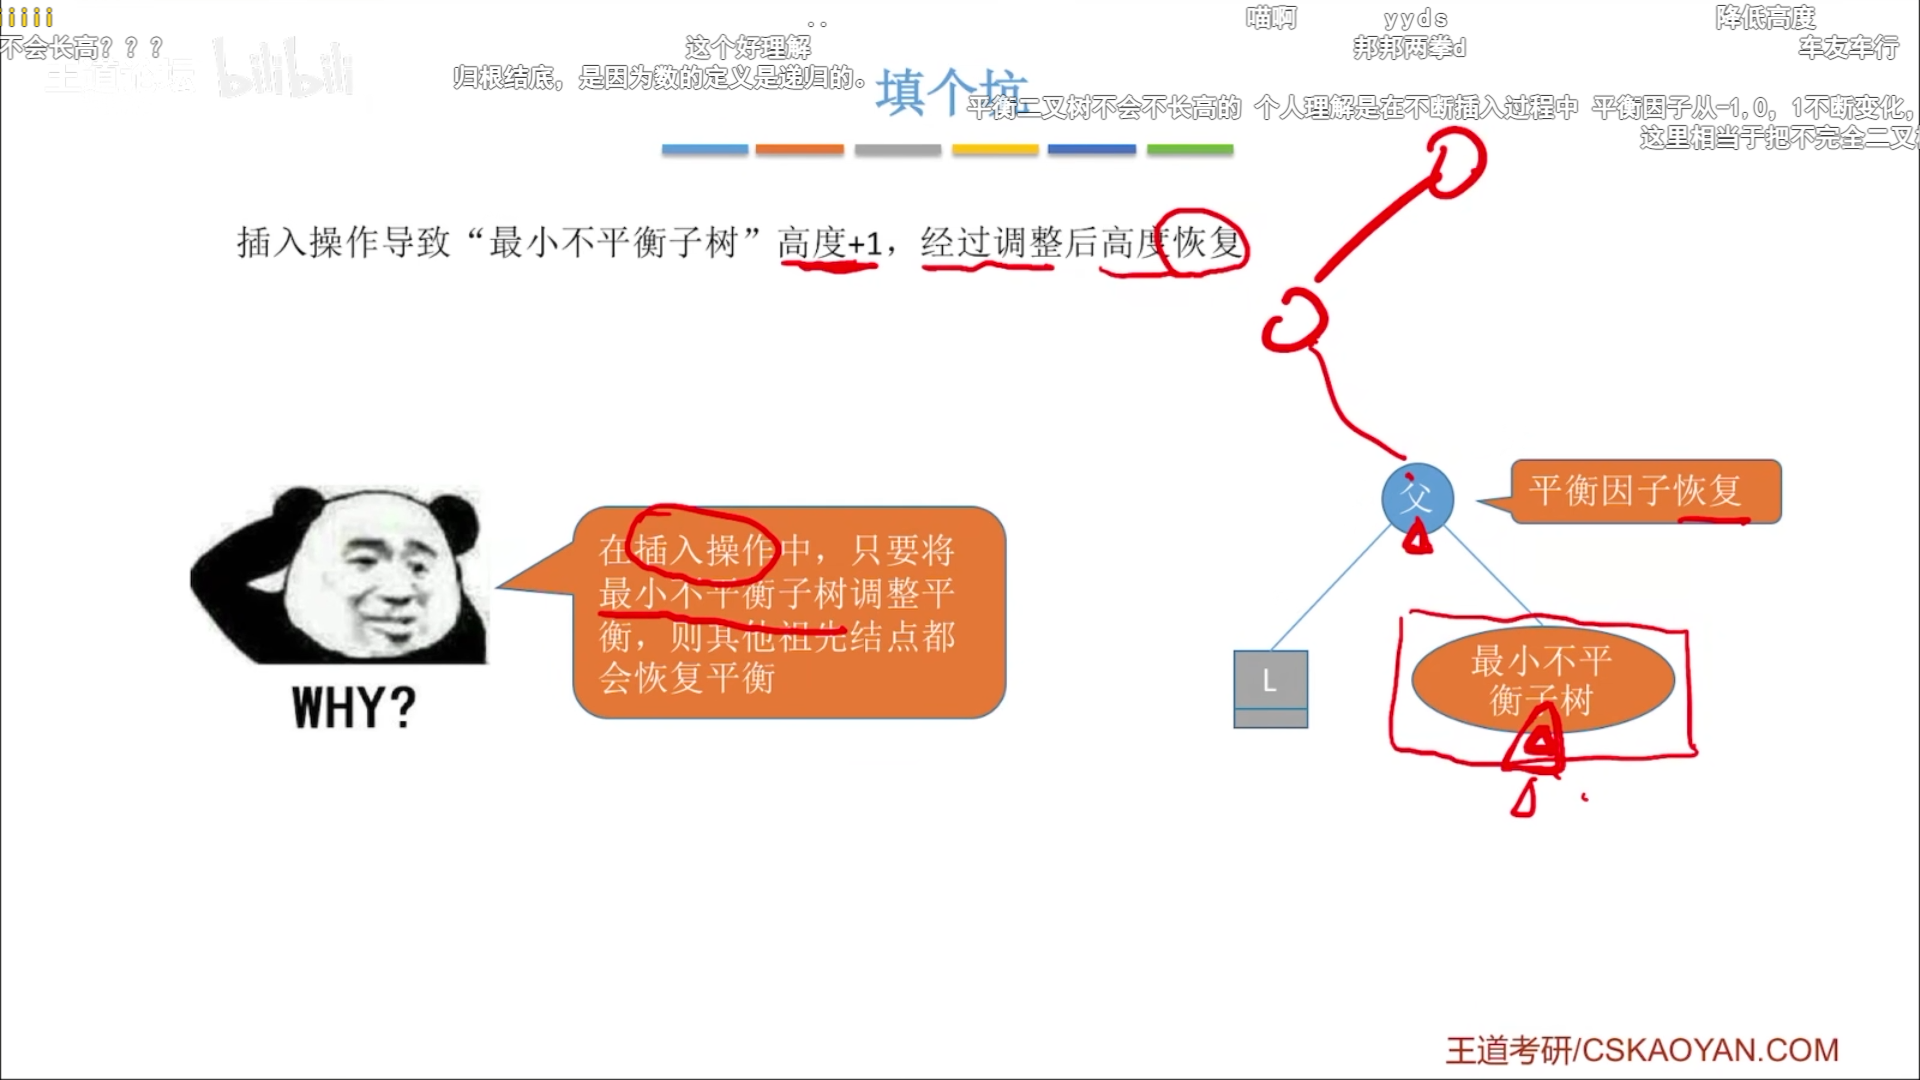 iiiii
..
喵啊
yyds
降低高度
不会长高？？？
这个好理解
邦邦两拳d
车友车行
王道论坛
bilibili
归根结底，是因为数的定义是递归的。
填个坑
平衡二叉树不会不长高的 个人理解是在不断插入过程中 平衡因子从-1,0，1不断变化，
这里相当于把不完全二叉
插入操作导致“最小不平衡子树”高度+1，经过调整后高度恢复
父
平衡因子恢复
在插入操作中，只要将
最小不平衡子树调整平
衡，则其他祖先结点都
会恢复平衡
L
最小不平
衡子树
WHY?
王道考研/CSKAOYAN.COM